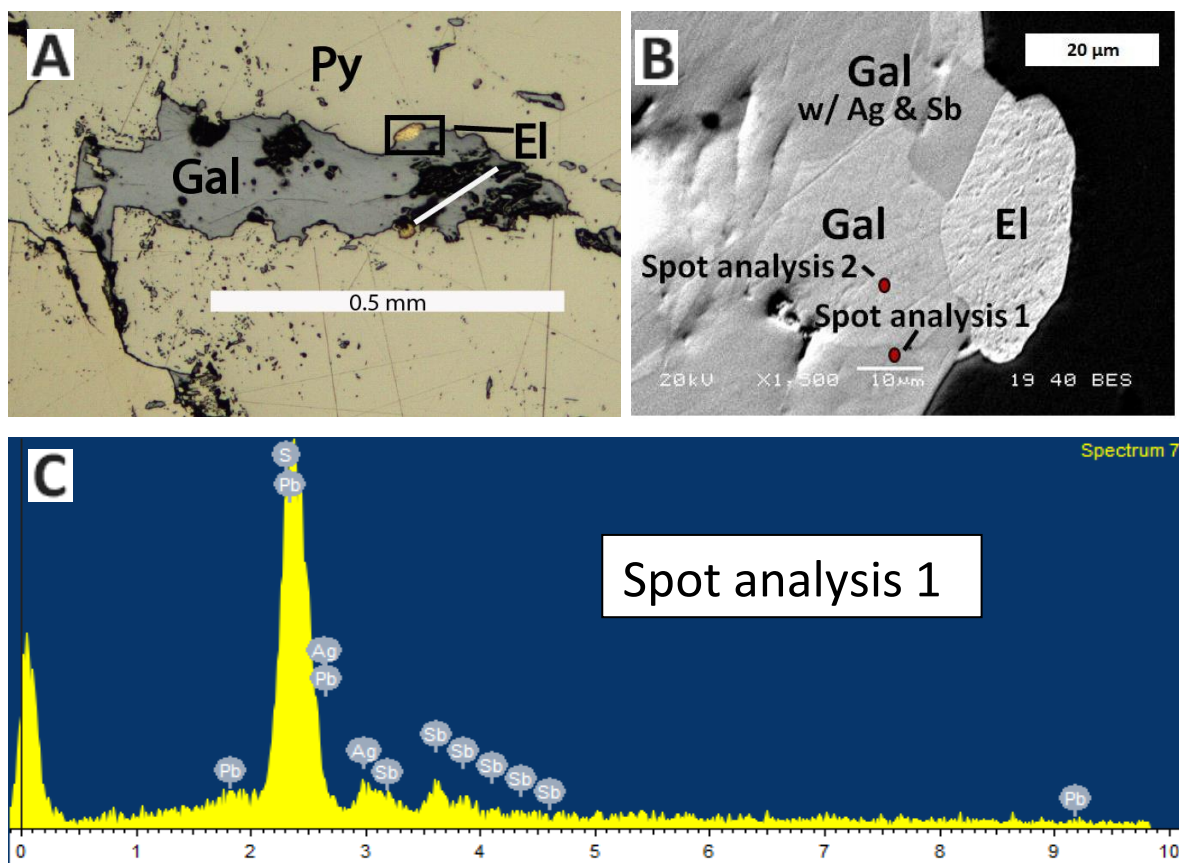 A
Py
El
Gal
0.5 mm
B
20 µm
Gal
w/ Ag & Sb
Gal
El
Spot analysis 2
Spot analysis 1
20kV X1,500 10µm 19 40 BES
C
Spectrum 7
S
Pb
Spot analysis 1
Ag
Pb
Sb
Ag
Sb
Sb
Sb
Sb
Pb
Sb
Pb
0 1 2 3 4 5 6 7 8 9 10